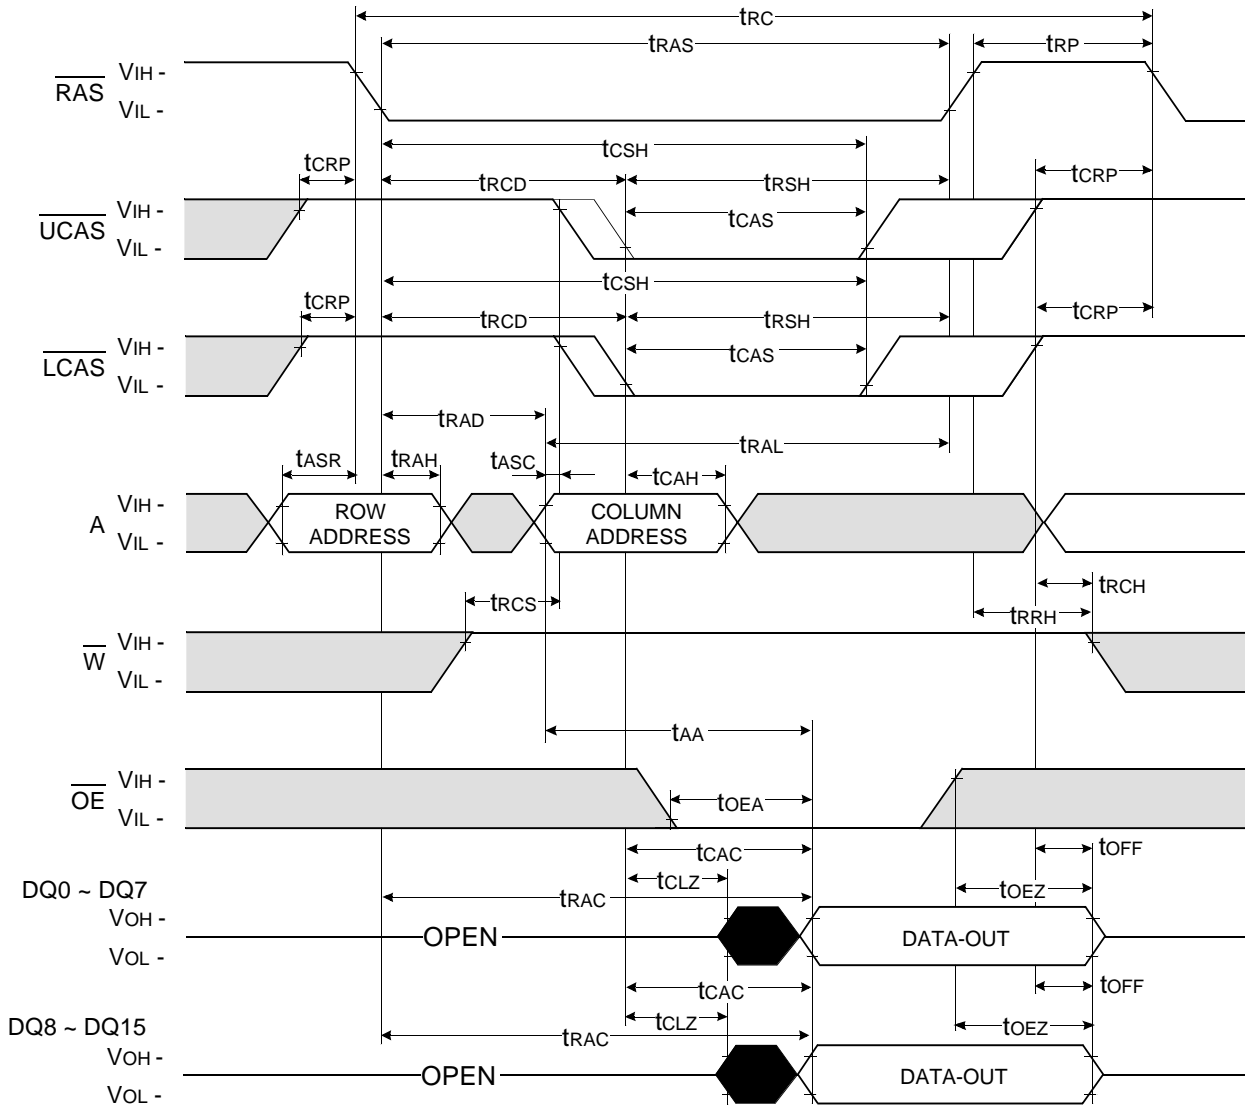 tRC
tRAS
tRP
RAS
VIH -
VIL -
tCSH
tCRP
tRCD
tRSH
tCRP
UCAS
VIH -
VIL -
tCAS
tCSH
tCRP
tRCD
tRSH
tCRP
LCAS
VIH -
VIL -
tCAS
tRAD
tRAL
tASR
tRAH
tASC
tCAH
A
VIH -
VIL -
ROW
ADDRESS
COLUMN
ADDRESS
tRCS
tRCH
tRRH
W
VIH -
VIL -
tAA
OE
VIH -
VIL -
tOEA
tCAC
tOFF
tCLZ
tOEZ
DQ0 ~ DQ7
tRAC
VOH -
VOL -
OPEN
DATA-OUT
tCAC
tOFF
tCLZ
tOEZ
DQ8 ~ DQ15
tRAC
VOH -
VOL -
OPEN
DATA-OUT